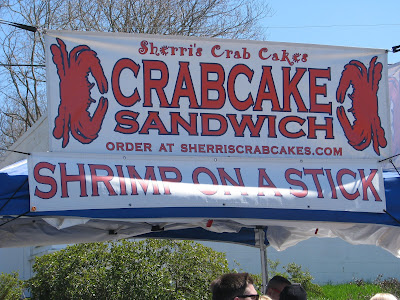 Sherri's Crab Cakes
CRABCAKE
SANDWICH
ORDER AT SHERRISCRABCAKES.COM
SHRIMP ON A STICK